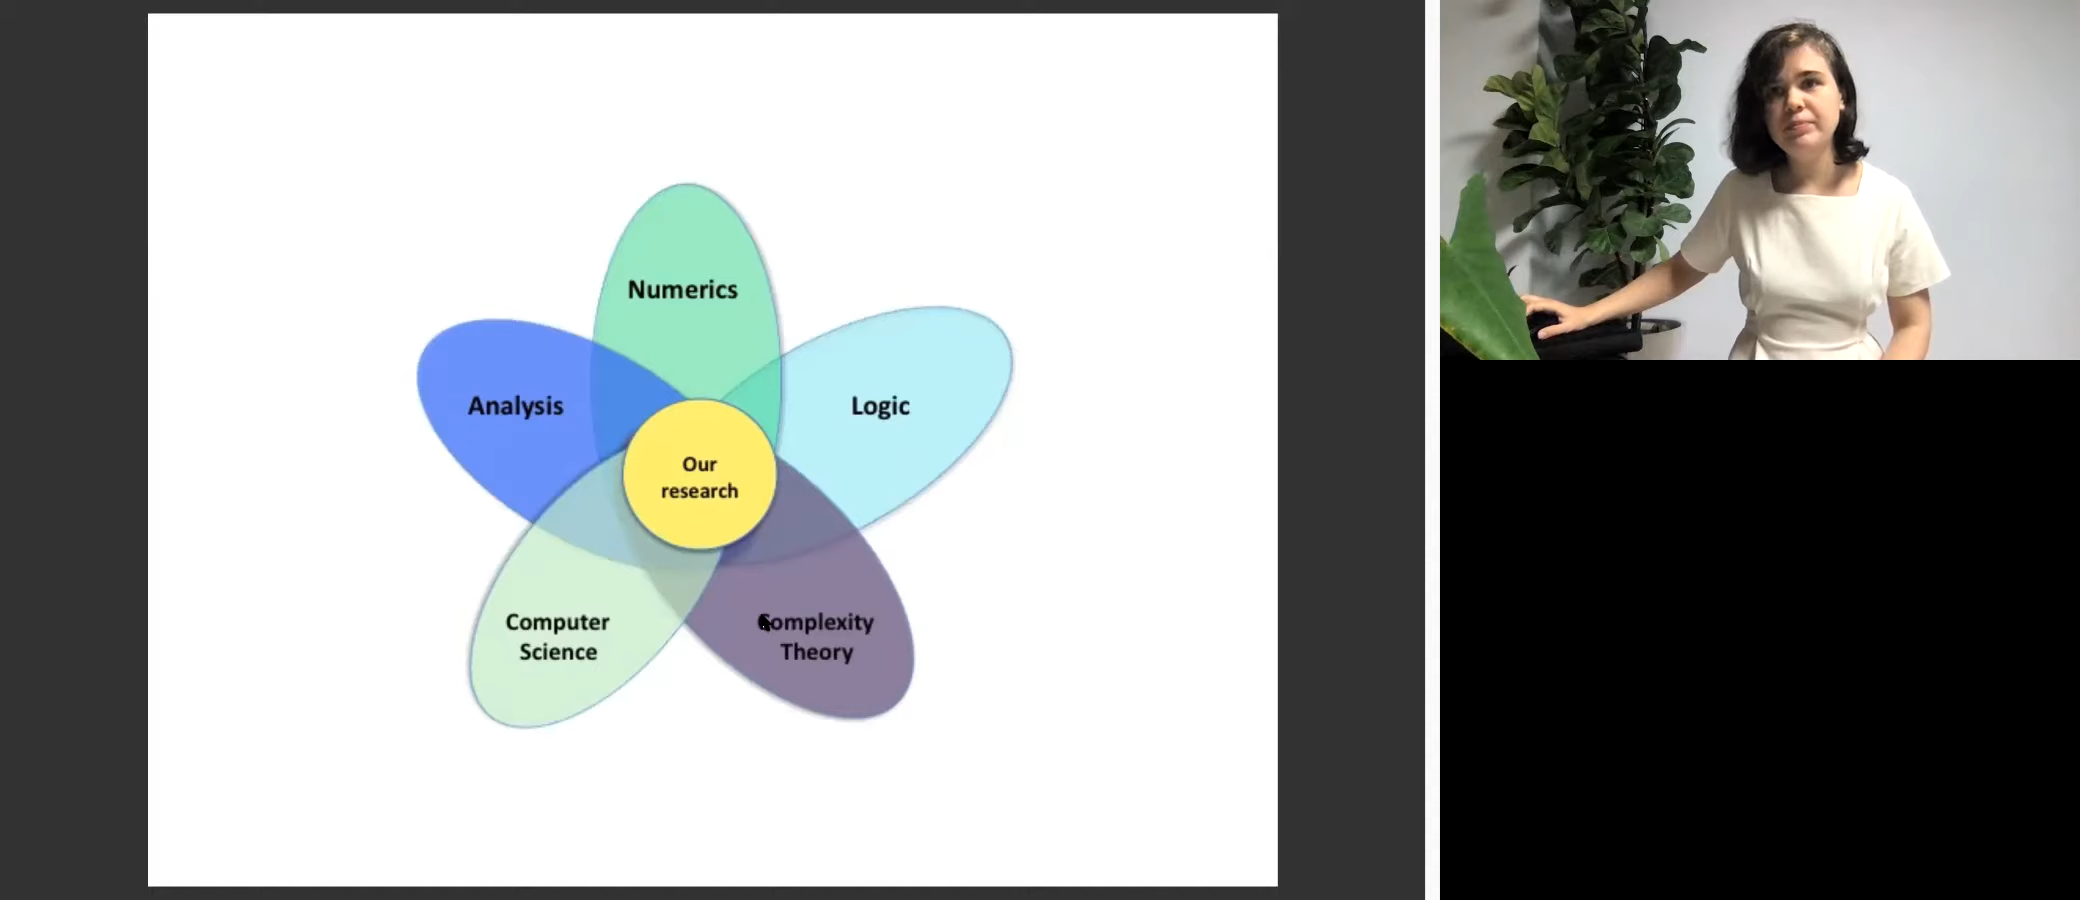 Numerics
Analysis
Logic
Our
research
Computer
Science
Complexity
Theory